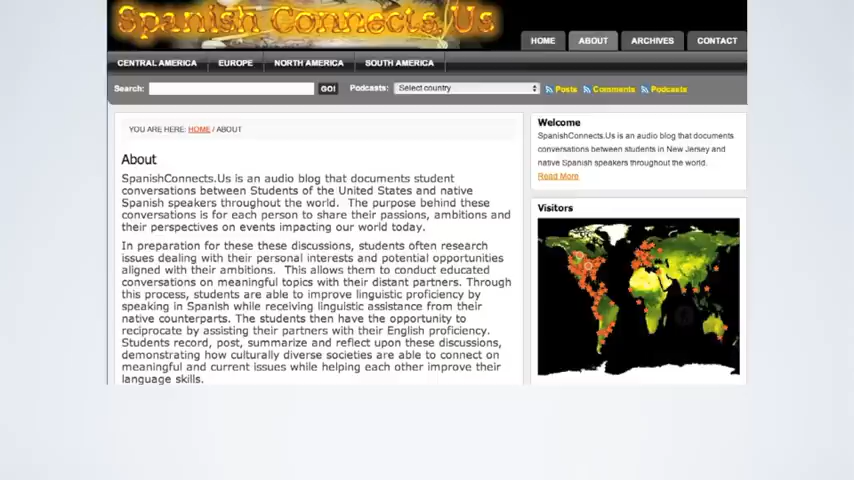 Spanish Connects.Us
HOME
ABOUT
ARCHIVES
CONTACT
CENTRAL AMERICA
EUROPE
NORTH AMERICA
SOUTH AMERICA
Search:
GO!
Podcasts:
Select country
Posts
Comments
Podcasts
YOU ARE HERE: HOME / ABOUT
About
SpanishConnects.Us is an audio blog that documents student
conversations between Students of the United States and native
Spanish speakers throughout the world. The purpose behind these
conversations is for each person to share their passions, ambitions and
their perspectives on events impacting our world today.
In preparation for these these discussions, students often research
issues dealing with their personal interests and potential opportunities
aligned with their ambitions. This allows them to conduct educated
conversations on meaningful topics with their distant partners. Through
this process, students are able to improve linguistic proficiency by
speaking in Spanish while receiving linguistic assistance from their
native counterparts. The students then have the opportunity to
reciprocate by assisting their partners with their English proficiency.
Students record, post, summarize and reflect upon these discussions,
demonstrating how culturally diverse societies are able to connect on
meaningful and current issues while helping each other improve their
language skills.
Welcome
SpanishConnects.Us is an audio blog that documents
conversations between students in New Jersey and
native Spanish speakers throughout the world.
Read More
Visitors